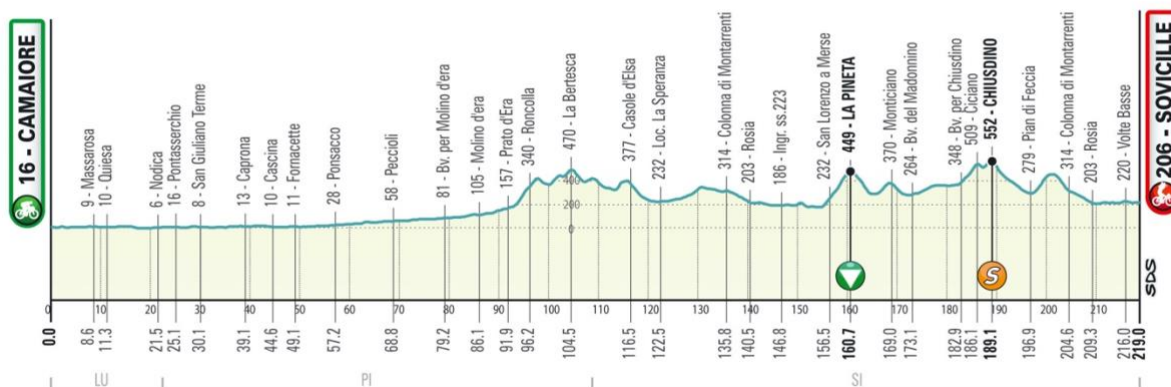 16 - CAMAIORE
9 - Massarosa
10 - Quiesa
6 - Nodica
16 - Pontasserchio
8 - San Giuliano Terme
13 - Caprona
10 - Cascina
11 - Fornacette
28 - Ponsacco
58 - Peccioli
81 - Bv. per Molino d'era
105 - Molino d'era
157 - Prato d'Era
340 - Roncolla
470 - La Bertesca
377 - Casole d'Elsa
232 - Loc. La Speranza
314 - Colonna di Montarrenti
203 - Rosia
186 - Ingr. ss.223
232 - San Lorenzo a Merse
449 - LA PINETA
370 - Monticiano
264 - Bv. del Madonnino
348 - Bv. per Chiusdino
509 - Ciciano
552 - CHIUSDINO
279 - Pian di Feccia
314 - Colonna di Montarrenti
203 - Rosia
220 - Volte Basse
206 - SOVICILLE
400
200
0
S
SDS
0 10 20 30 40 50 60 70 80 90 100 110 120 130 140 150 160 170 180 190 200 210
0.0 8.6 11.3 21.5 25.1 30.1 39.1 44.6 49.1 57.2 68.8 79.2 86.1 91.9 96.2 104.5 116.5 122.5 135.8 140.5 146.8 156.5 160.7 169.0 173.1 182.9 186.1 189.1 196.9 204.6 209.3 216.0 219.0
LU PI SI